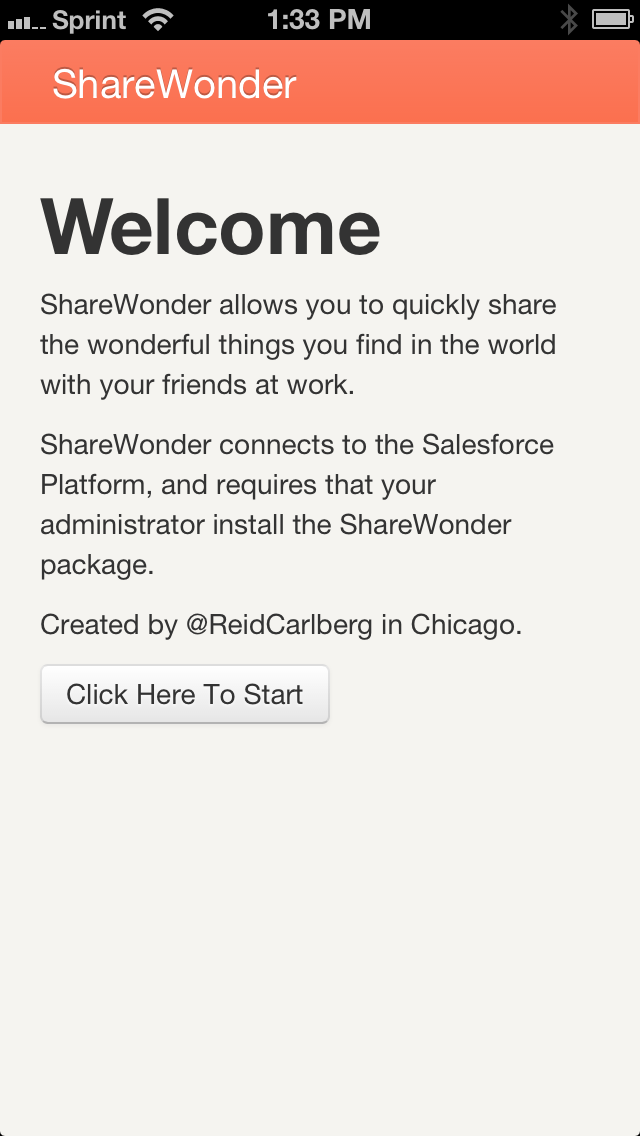 Sprint 1:33 PM
ShareWonder
Welcome
ShareWonder allows you to quickly share
the wonderful things you find in the world
with your friends at work.
ShareWonder connects to the Salesforce
Platform, and requires that your
administrator install the ShareWonder
package.
Created by @ReidCarlberg in Chicago.
Click Here To Start